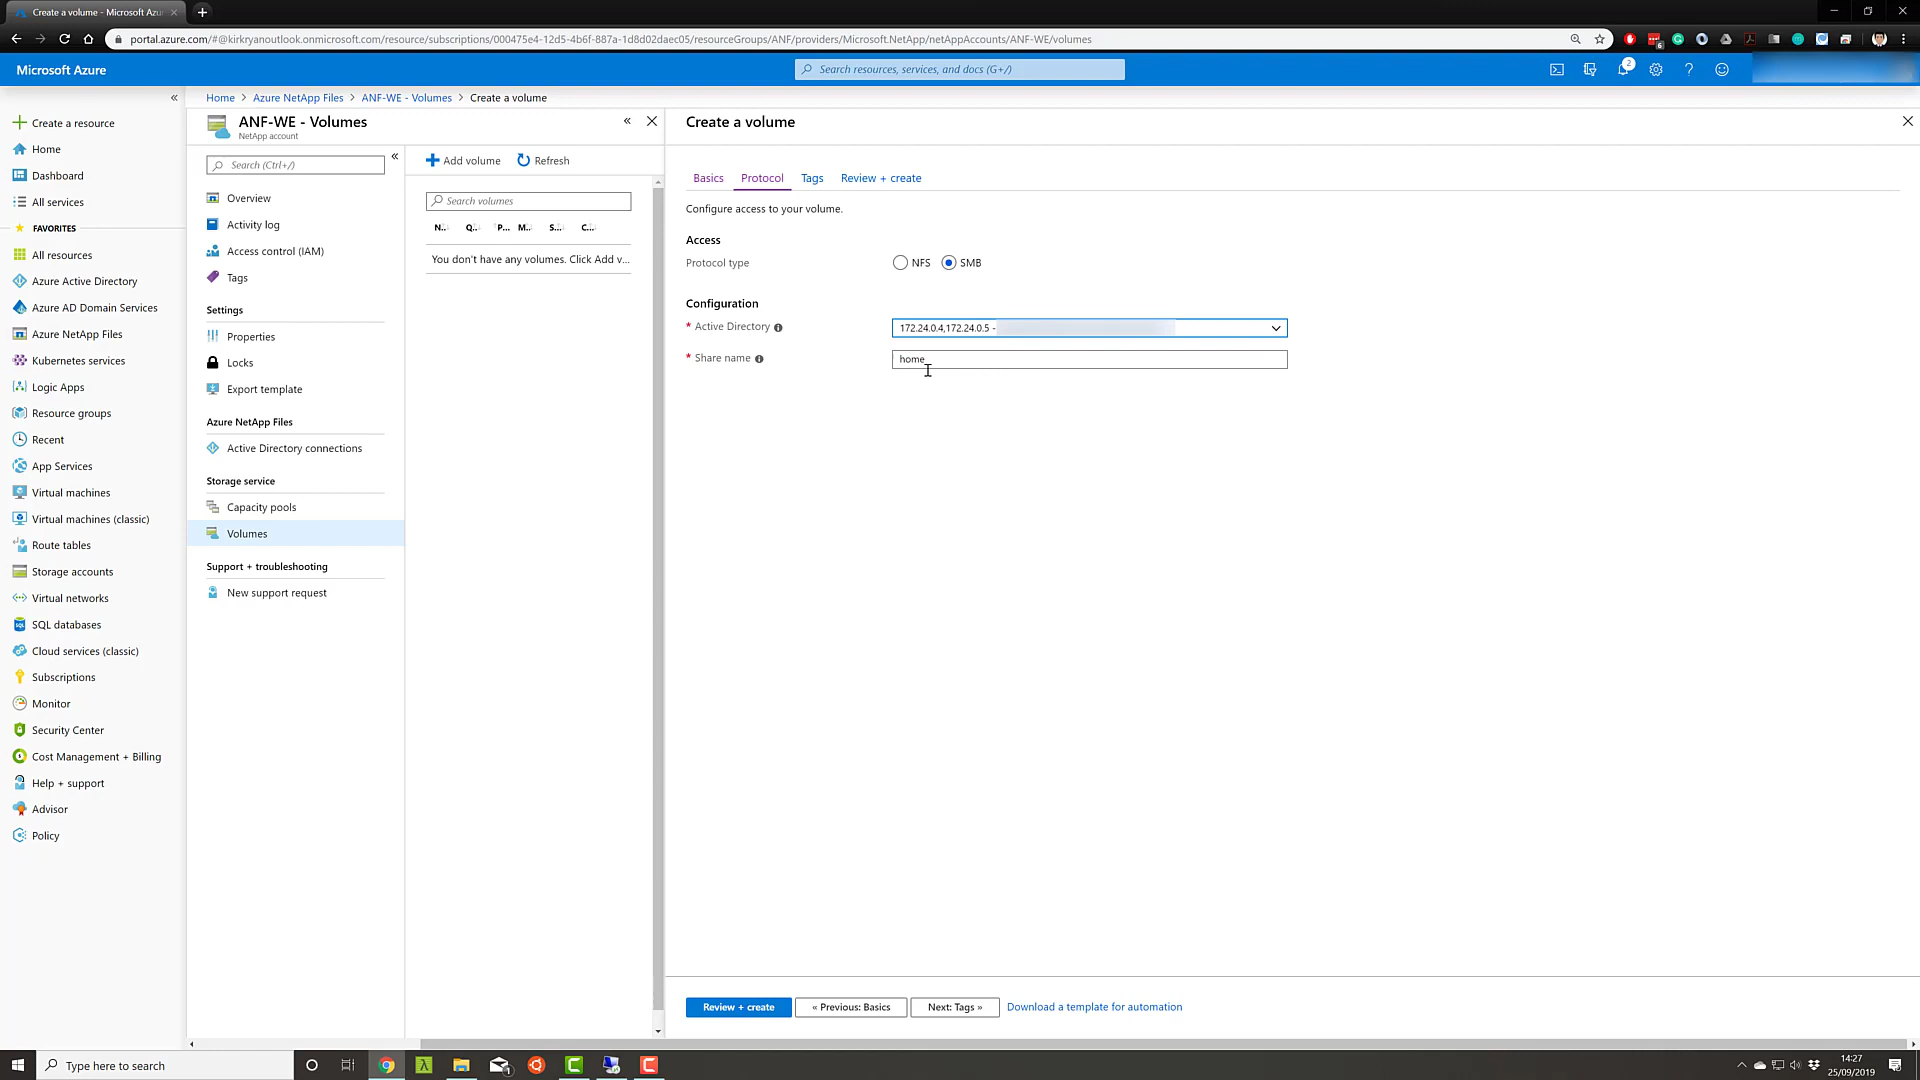 Create a volume - Microsoft Azu
portal.azure.com/#@kirkryanoutlook.onmicrosoft.com/resource/subscriptions/000475e4-12d5-4b6f-887a-1d8d02daec05/resourceGroups/ANF/providers/Microsoft.NetApp/netAppAccounts/ANF-WE/volumes
6
Microsoft Azure
Search resources, services, and docs (G+/)
2
Home > Azure NetApp Files > ANF-WE - Volumes > Create a volume
Create a resource
Home
Dashboard
All services
FAVORITES
All resources
Azure Active Directory
Azure AD Domain Services
Azure NetApp Files
Kubernetes services
Logic Apps
Resource groups
Recent
App Services
Virtual machines
Virtual machines (classic)
Route tables
Storage accounts
Virtual networks
SQL databases
Cloud services (classic)
Subscriptions
Monitor
Security Center
Cost Management + Billing
Help + support
Advisor
Policy
ANF-WE - Volumes
NetApp account
Search (Ctrl+/)
Overview
Activity log
Access control (IAM)
Tags
Settings
Properties
Locks
Export template
Azure NetApp Files
Active Directory connections
Storage service
Capacity pools
Volumes
Support + troubleshooting
New support request
Add volume
Refresh
Search volumes
N.. Q.. P... M.. S... C...
You don't have any volumes. Click Add v...
Create a volume
Basics Protocol Tags Review + create
Configure access to your volume.
Access
Protocol type NFS SMB
Configuration
* Active Directory 172.24.0.4,172.24.0.5 -
* Share name home
Review + create
« Previous: Basics
Next: Tags »
Download a template for automation
Type here to search
14:27
25/09/2019